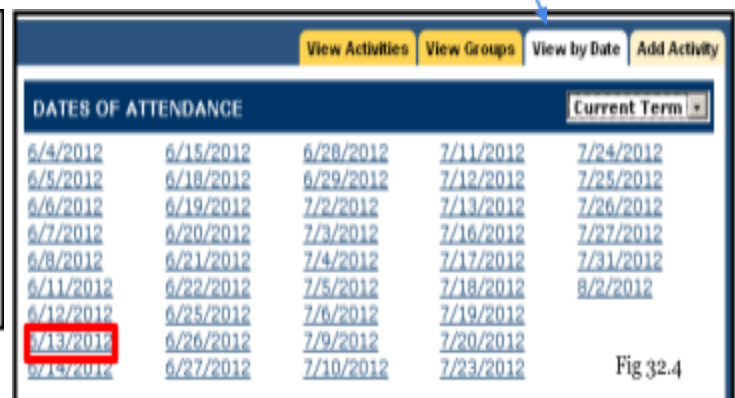 View Activities View Groups View by Date Add Activity
DATES OF ATTENDANCE Current Term
6/4/2012 6/15/2012 6/28/2012 7/11/2012 7/24/2012
6/5/2012 6/18/2012 6/29/2012 7/12/2012 7/25/2012
6/6/2012 6/19/2012 7/2/2012 7/13/2012 7/26/2012
6/7/2012 6/20/2012 7/3/2012 7/16/2012 7/27/2012
6/8/2012 6/21/2012 7/4/2012 7/17/2012 7/31/2012
6/11/2012 6/22/2012 7/5/2012 7/18/2012 8/2/2012
6/12/2012 6/25/2012 7/6/2012 7/19/2012
6/13/2012 6/26/2012 7/9/2012 7/20/2012
6/14/2012 6/27/2012 7/10/2012 7/23/2012 Fig 32.4